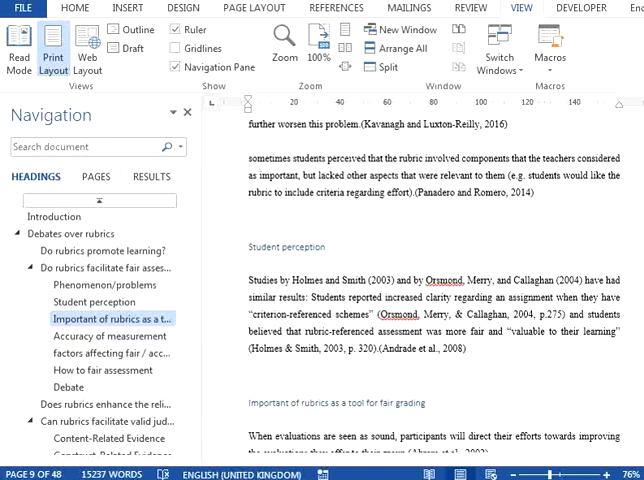 FILE HOME INSERT DESIGN PAGE LAYOUT REFERENCES MAILINGS REVIEW VIEW DEVELOPER
Read Mode
Print Layout
Web Layout
Outline
Draft
Views
Ruler
Gridlines
Navigation Pane
Show
Zoom
100%
Zoom
New Window
Arrange All
Split
Switch Windows
Window
Macros
Macros
Navigation
Search document
HEADINGS PAGES RESULTS
Introduction
Debates over rubrics
Do rubrics promote learning?
Do rubrics facilitate fair asses...
Phenomenon/problems
Student perception
Important of rubrics as a t...
Accuracy of measurement
factors affecting fair / acc...
How to fair assessment
Debate
Does rubrics enhance the reli...
Can rubrics facilitate valid jud...
Content-Related Evidence
Construct-Related Evidence
L 20 40 60 80 100 120 140
further worsen this problem.(Kavanagh and Luxton-Reilly, 2016)
sometimes students perceived that the rubric involved components that the teachers considered
as important, but lacked other aspects that were relevant to them (e.g. students would like the
rubric to include criteria regarding effort).(Panadero and Romero, 2014)
Student perception
Studies by Holmes and Smith (2003) and by Orsmond, Merry, and Callaghan (2004) have had
similar results: Students reported increased clarity regarding an assignment when they have
“criterion-referenced schemes” (Orsmond, Merry, & Callaghan, 2004, p.275) and students
believed that rubric-referenced assessment was more fair and “valuable to their learning”
(Holmes & Smith, 2003, p. 320).(Andrade et al., 2008)
Important of rubrics as a tool for fair grading
When evaluations are seen as sound, participants will direct their efforts towards improving
PAGE 9 OF 48 15237 WORDS ENGLISH (UNITED KINGDOM) 76%